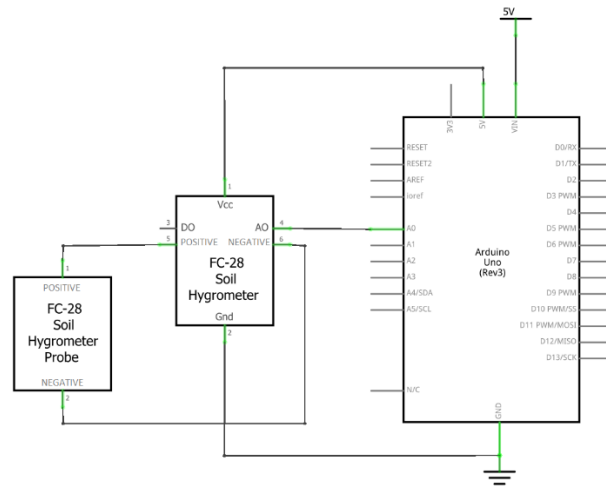 5V
3V3
5V
VIN
RESET
RESET2
AREF
ioref
A0
A1
A2
A3
A4/SDA
A5/SCL
N/C
Arduino
Uno
(Rev3)
D0/RX
D1/TX
D2
D3 PWM
D4
D5 PWM
D6 PWM
D7
D8
D9 PWM
D10 PWM/SS
D11 PWM/MOSI
D12/MISO
D13/SCK
GND
1
Vcc
3
DO
AO
4
5
POSITIVE
NEGATIVE
6
FC-28
Soil
Hygrometer
Gnd
2
1
POSITIVE
FC-28
Soil
Hygrometer
Probe
NEGATIVE
2